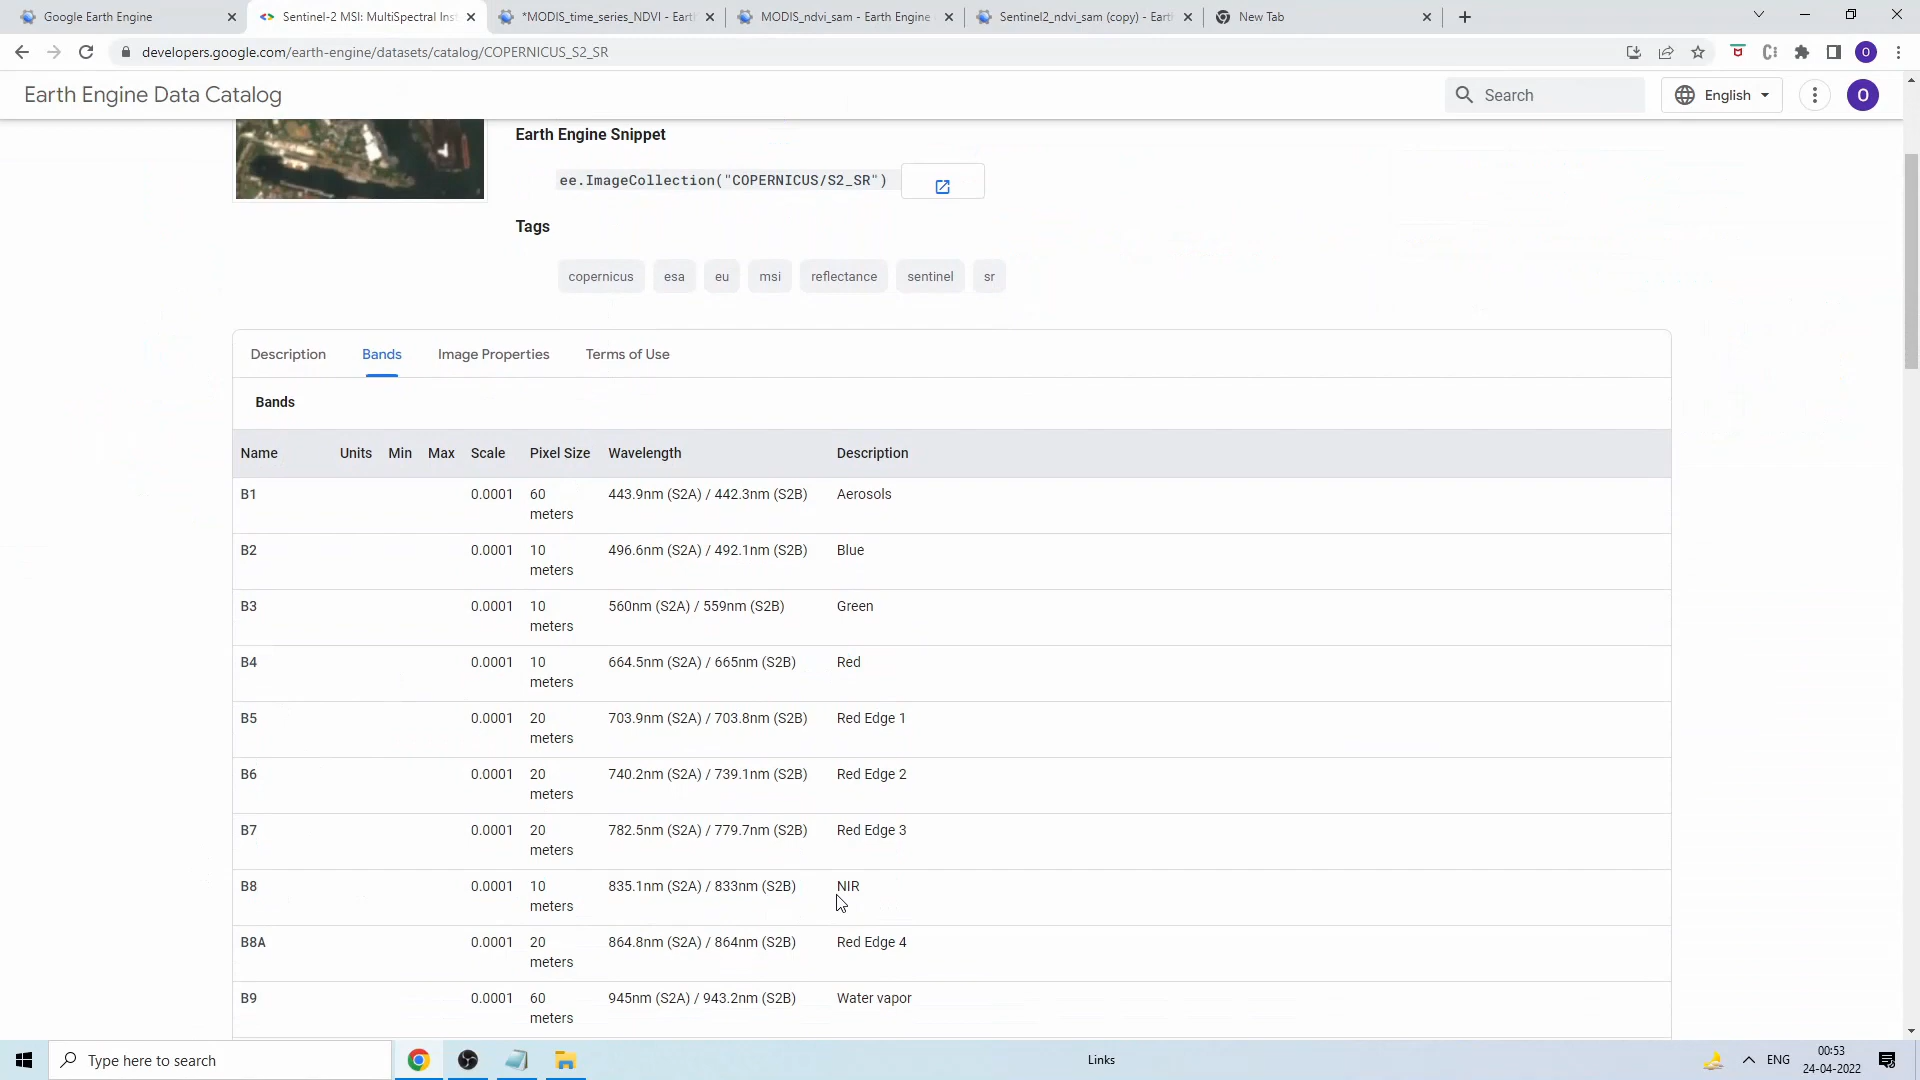 Google Earth Engine
Sentinel-2 MSI: MultiSpectral Inst
*MODIS_time_series_NDVI - Earth
MODIS_ndvi_sam - Earth Engine
Sentinel2_ndvi_sam (copy) - Earth
New Tab
developers.google.com/earth-engine/datasets/catalog/COPERNICUS_S2_SR
O
Earth Engine Data Catalog
Search
English
O
Earth Engine Snippet
ee.ImageCollection("COPERNICUS/S2_SR")
Tags
copernicus esa eu msi reflectance sentinel sr
Description Bands Image Properties Terms of Use
Bands
Name Units Min Max Scale Pixel Size Wavelength Description
B1 0.0001 60 443.9nm (S2A) / 442.3nm (S2B) Aerosols
meters
B2 0.0001 10 496.6nm (S2A) / 492.1nm (S2B) Blue
meters
B3 0.0001 10 560nm (S2A) / 559nm (S2B) Green
meters
B4 0.0001 10 664.5nm (S2A) / 665nm (S2B) Red
meters
B5 0.0001 20 703.9nm (S2A) / 703.8nm (S2B) Red Edge 1
meters
B6 0.0001 20 740.2nm (S2A) / 739.1nm (S2B) Red Edge 2
meters
B7 0.0001 20 782.5nm (S2A) / 779.7nm (S2B) Red Edge 3
meters
B8 0.0001 10 835.1nm (S2A) / 833nm (S2B) NIR
meters
B8A 0.0001 20 864.8nm (S2A) / 864nm (S2B) Red Edge 4
meters
B9 0.0001 60 945nm (S2A) / 943.2nm (S2B) Water vapor
meters
Type here to search
Links
ENG
00:53
24-04-2022